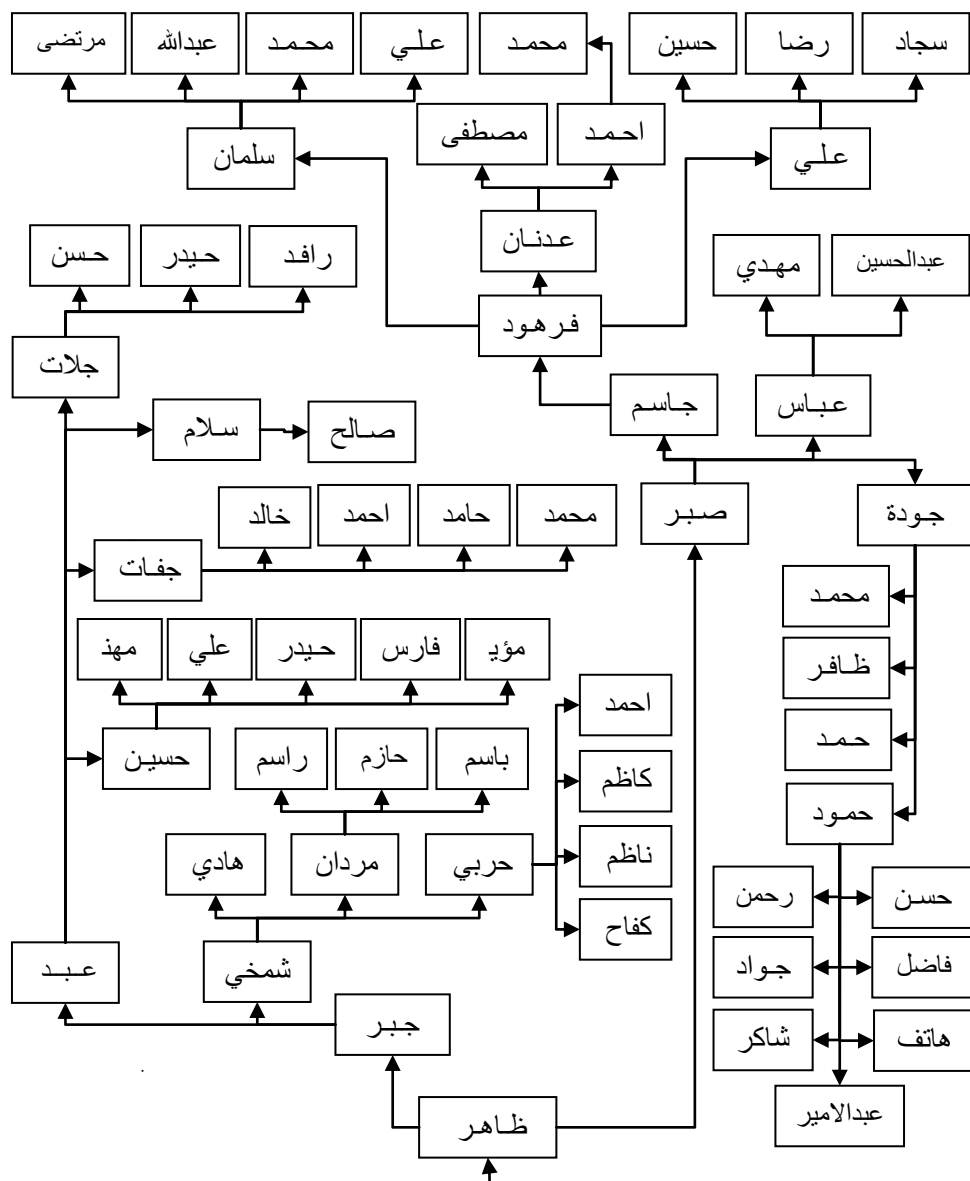 سجاد
رضا
حسين
محمد
علي
محمد
عبدالله
مرتضى
علي
احمد
مصطفى
سلمان
عدنان
عبدالحسين
مهدي
رافد
حيدر
حسن
فرهود
جلات
عباس
جاسم
سلام
صالح
جودة
صبر
محمد
حامد
احمد
خالد
جفات
محمد
ظافر
حمد
حمود
مؤيد
فارس
حيدر
علي
مهند
حسين
احمد
كاظم
ناظم
كفاح
باسم
حازم
راسم
حربي
مردان
هادي
حسن
رحمن
فاضل
جواد
هاتف
شاكر
عبدالامير
شمخي
عبد
جبر
ظاهر